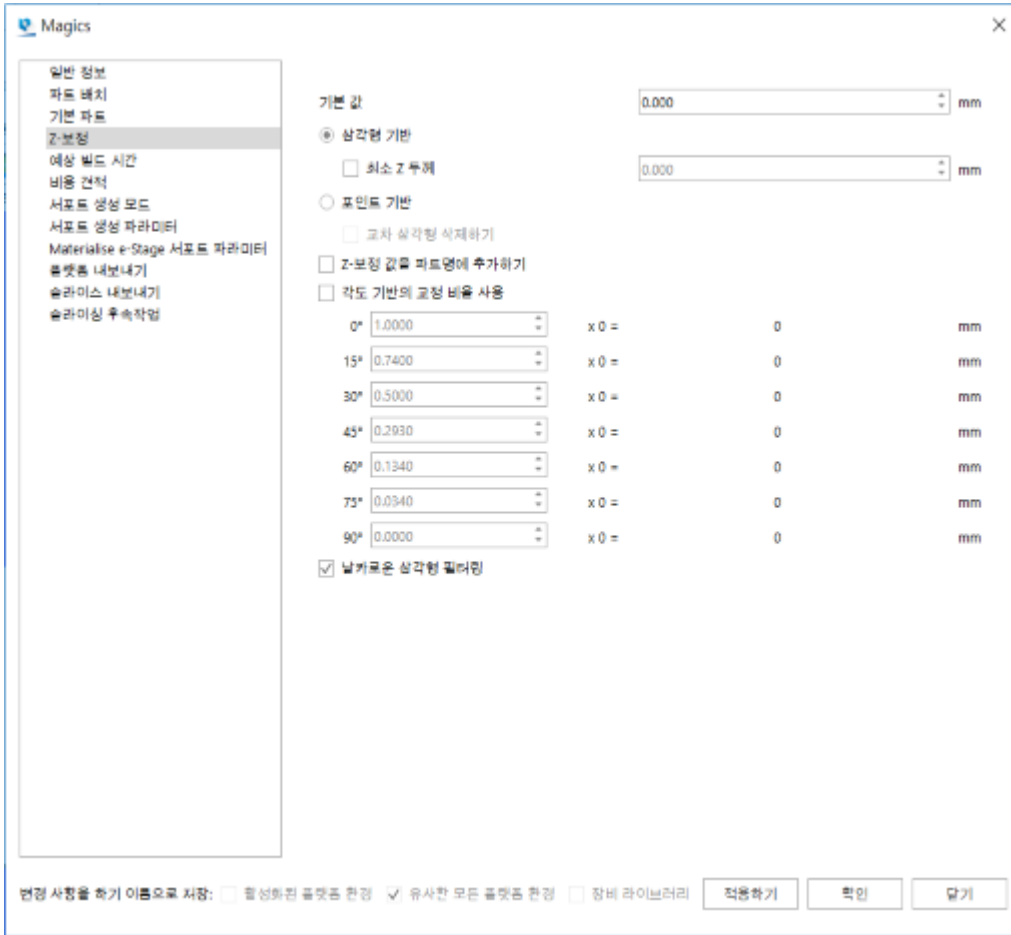 Magics
일반 정보
파트 배치
기본 파트
Z-보정
예상 빌드 시간
비용 견적
서포트 생성 모드
서포트 생성 파라미터
Materialise e-Stage 서포트 파라미터
플랫폼 내보내기
슬라이스 내보내기
슬라이싱 후속작업
기본 값 0.000 mm
삼각형 기반
최소 Z 두께 0.000 mm
포인트 기반
교차 삼각형 삭제하기
Z-보정 값을 파트명에 추가하기
각도 기반의 교정 비율 사용
0° 1.0000 x 0 = 0 mm
15° 0.7400 x 0 = 0 mm
30° 0.5000 x 0 = 0 mm
45° 0.2930 x 0 = 0 mm
60° 0.1340 x 0 = 0 mm
75° 0.0340 x 0 = 0 mm
90° 0.0000 x 0 = 0 mm
날카로운 삼각형 필터링
변경 사항을 하기 이름으로 저장: 활성화된 플랫폼 환경 유사한 모든 플랫폼 환경 장비 라이브러리 적용하기 확인 닫기